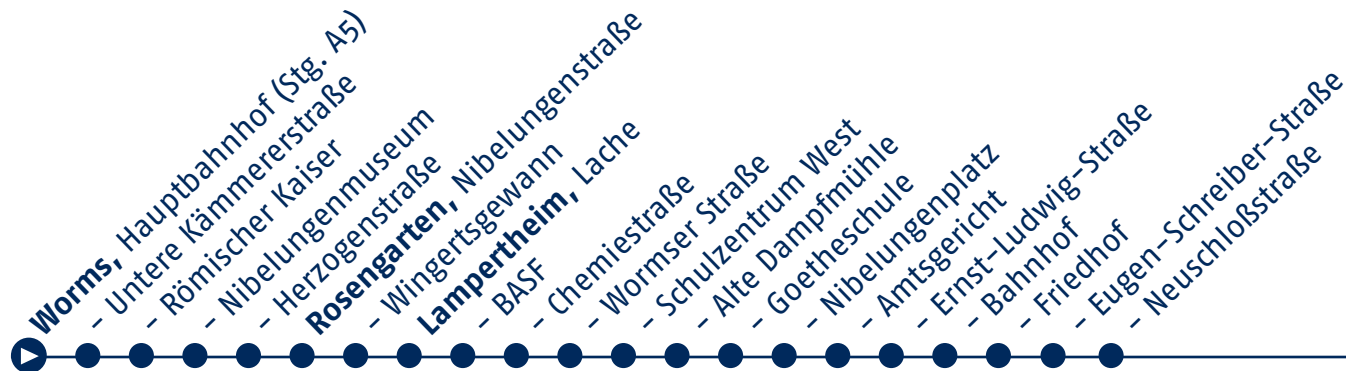 Worms, Hauptbahnhof (Stg. A5)
– Untere Kämmererstraße
– Römischer Kaiser
– Nibelungenmuseum
– Herzogenstraße
Rosengarten, Nibelungenstraße
– Wingertsgewann
Lampertheim, Lache
– BASF
– Chemiestraße
– Wormser Straße
– Schulzentrum West
– Alte Dampfmühle
– Goetheschule
– Nibelungenplatz
– Amtsgericht
– Ernst-Ludwig-Straße
– Bahnhof
– Friedhof
– Eugen-Schreiber-Straße
– Neuschloßstraße